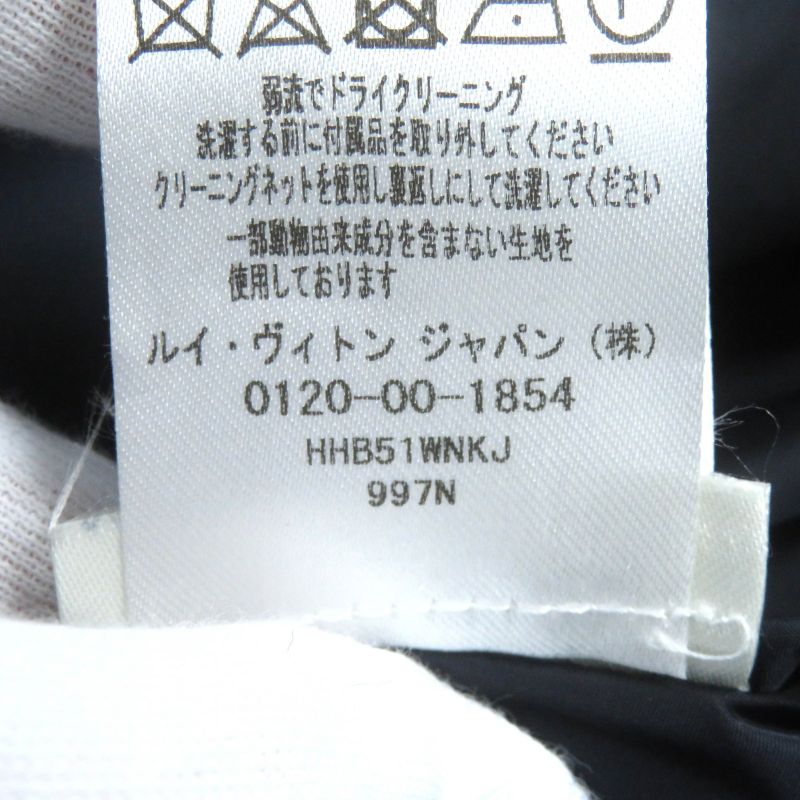 弱流でドライクリーニング
洗濯する前に付属品を取り外してください
クリーニングネットを使用し裏返しにして洗濯してください
一部動物由来成分を含まない生地を
使用しております
ルイ・ヴィトン ジャパン (株)
0120-00-1854
HHB51WNKJ
997N